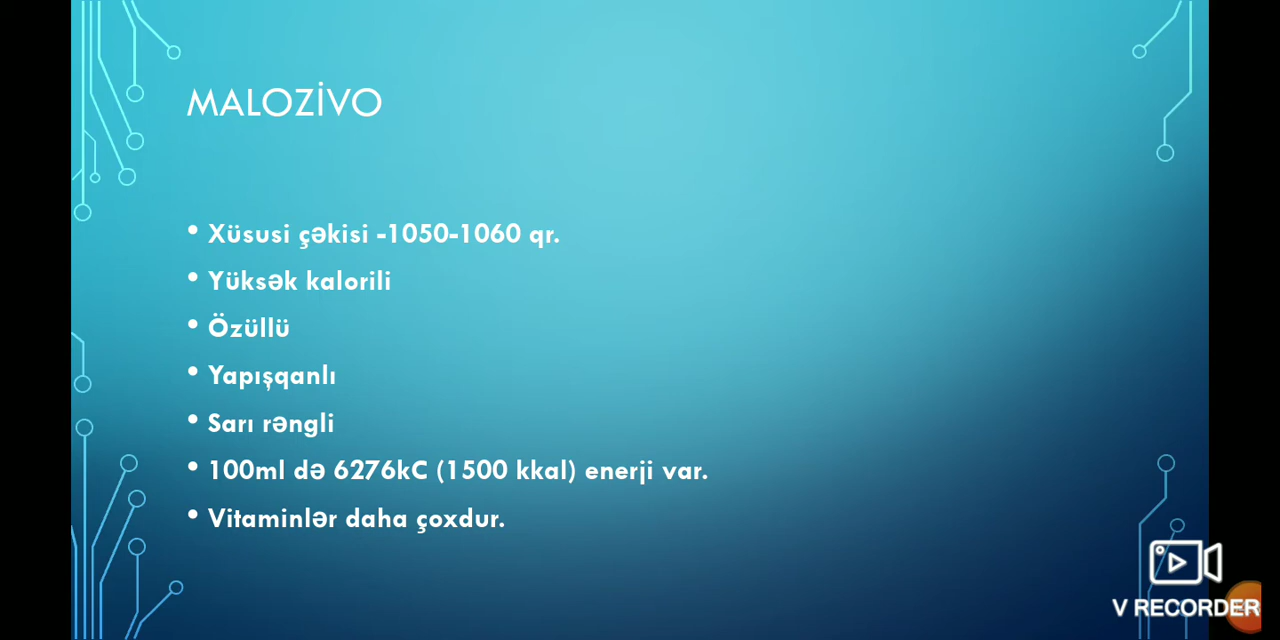 MALOZİVO
• Xüsusi çəkisi -1050-1060 qr.
• Yüksək kalorili
• Özüllü
• Yapışqanlı
• Sarı rəngli
• 100ml də 6276kC (1500 kkal) enerji var.
• Vitaminlər daha çoxdur.
V RECORDER